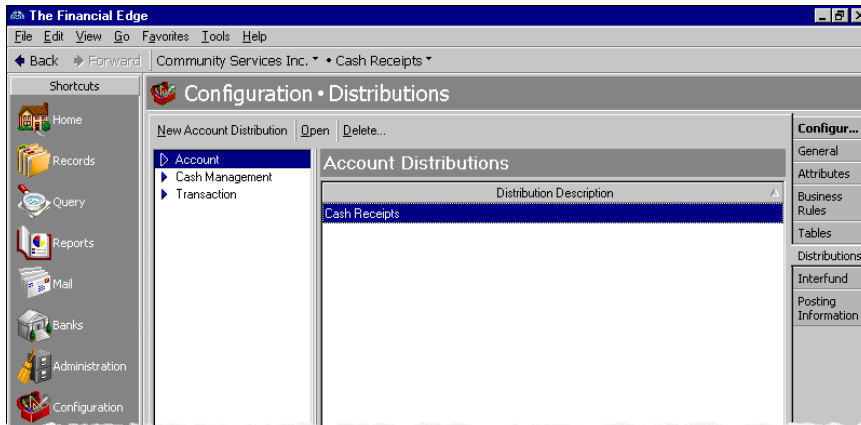 The Financial Edge
File Edit View Go Favorites Tools Help
Back Forward Community Services Inc. • Cash Receipts
Shortcuts
Home
Records
Query
Reports
Mail
Banks
Administration
Configuration
Configuration • Distributions
New Account Distribution Open Delete...
Account
Cash Management
Transaction
Account Distributions
Distribution Description
Cash Receipts
Configur...
General
Attributes
Business
Rules
Tables
Distributions
Interfund
Posting
Information